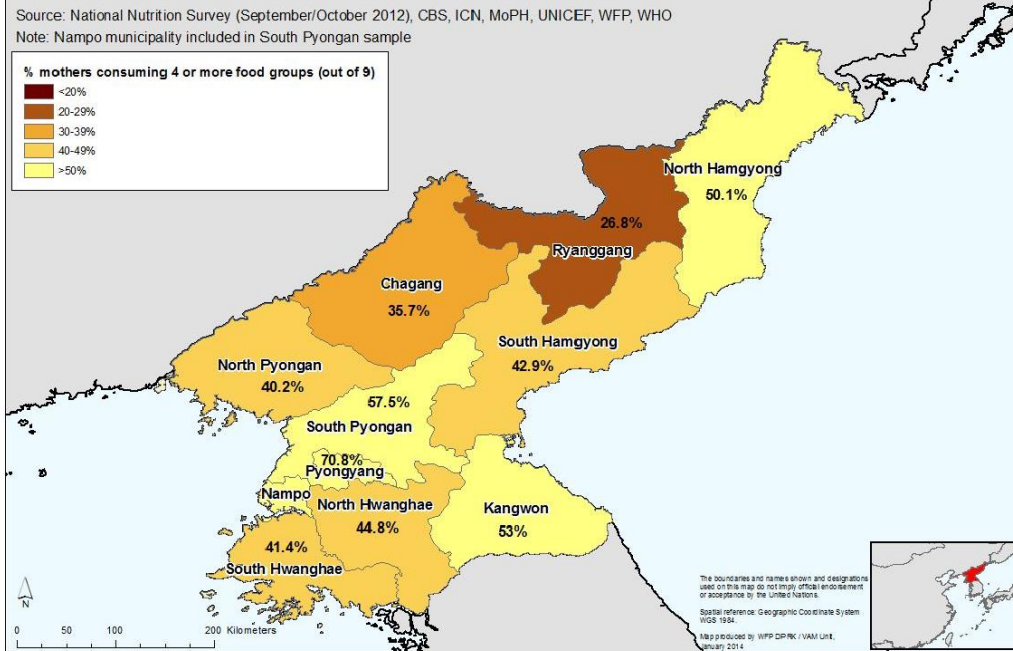 Source: National Nutrition Survey (September/October 2012), CBS, ICN, MoPH, UNICEF, WFP, WHO
Note: Nampo municipality included in South Pyongan sample
% mothers consuming 4 or more food groups (out of 9)
<20%
20-29%
30-39%
40-49%
>50%
North Hamgyong
50.1%
26.8%
Ryanggang
Chagang
35.7%
South Hamgyong
42.9%
North Pyongan
40.2%
57.5%
South Pyongan
70.8%
Pyongyang
Nampo
North Hwanghae
44.8%
Kangwon
53%
41.4%
South Hwanghae
N
0 50 100 200 Kilometers
The boundaries and names shown and designations
used on this map do not imply official endorsement
or acceptance by the United Nations.
Spatial reference: Geographic Coordinate System
WGS 1984.
Map produced by WFP DPRK / VAM Unit,
January 2014